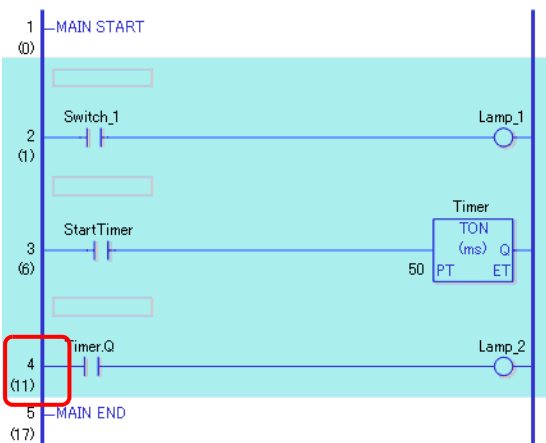 1 MAIN START
(0)
Switch_1 Lamp_1
2
(1)
Timer
StartTimer TON
3 (ms) Q
(6) 50 PT ET
Timer.Q Lamp_2
4
(11)
5 MAIN END
(17)